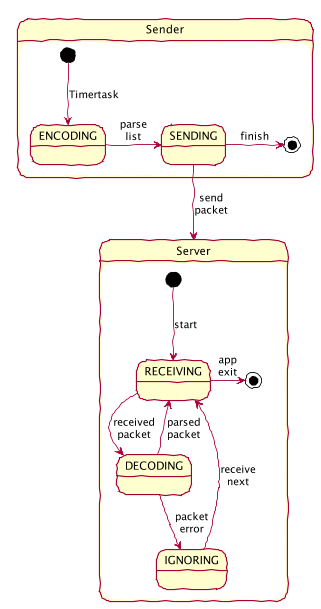 Sender
Timertask
ENCODING
parse
list
SENDING
finish
send
packet
Server
start
RECEIVING
app
exit
received
packet
parsed
packet
DECODING
receive
next
packet
error
IGNORING